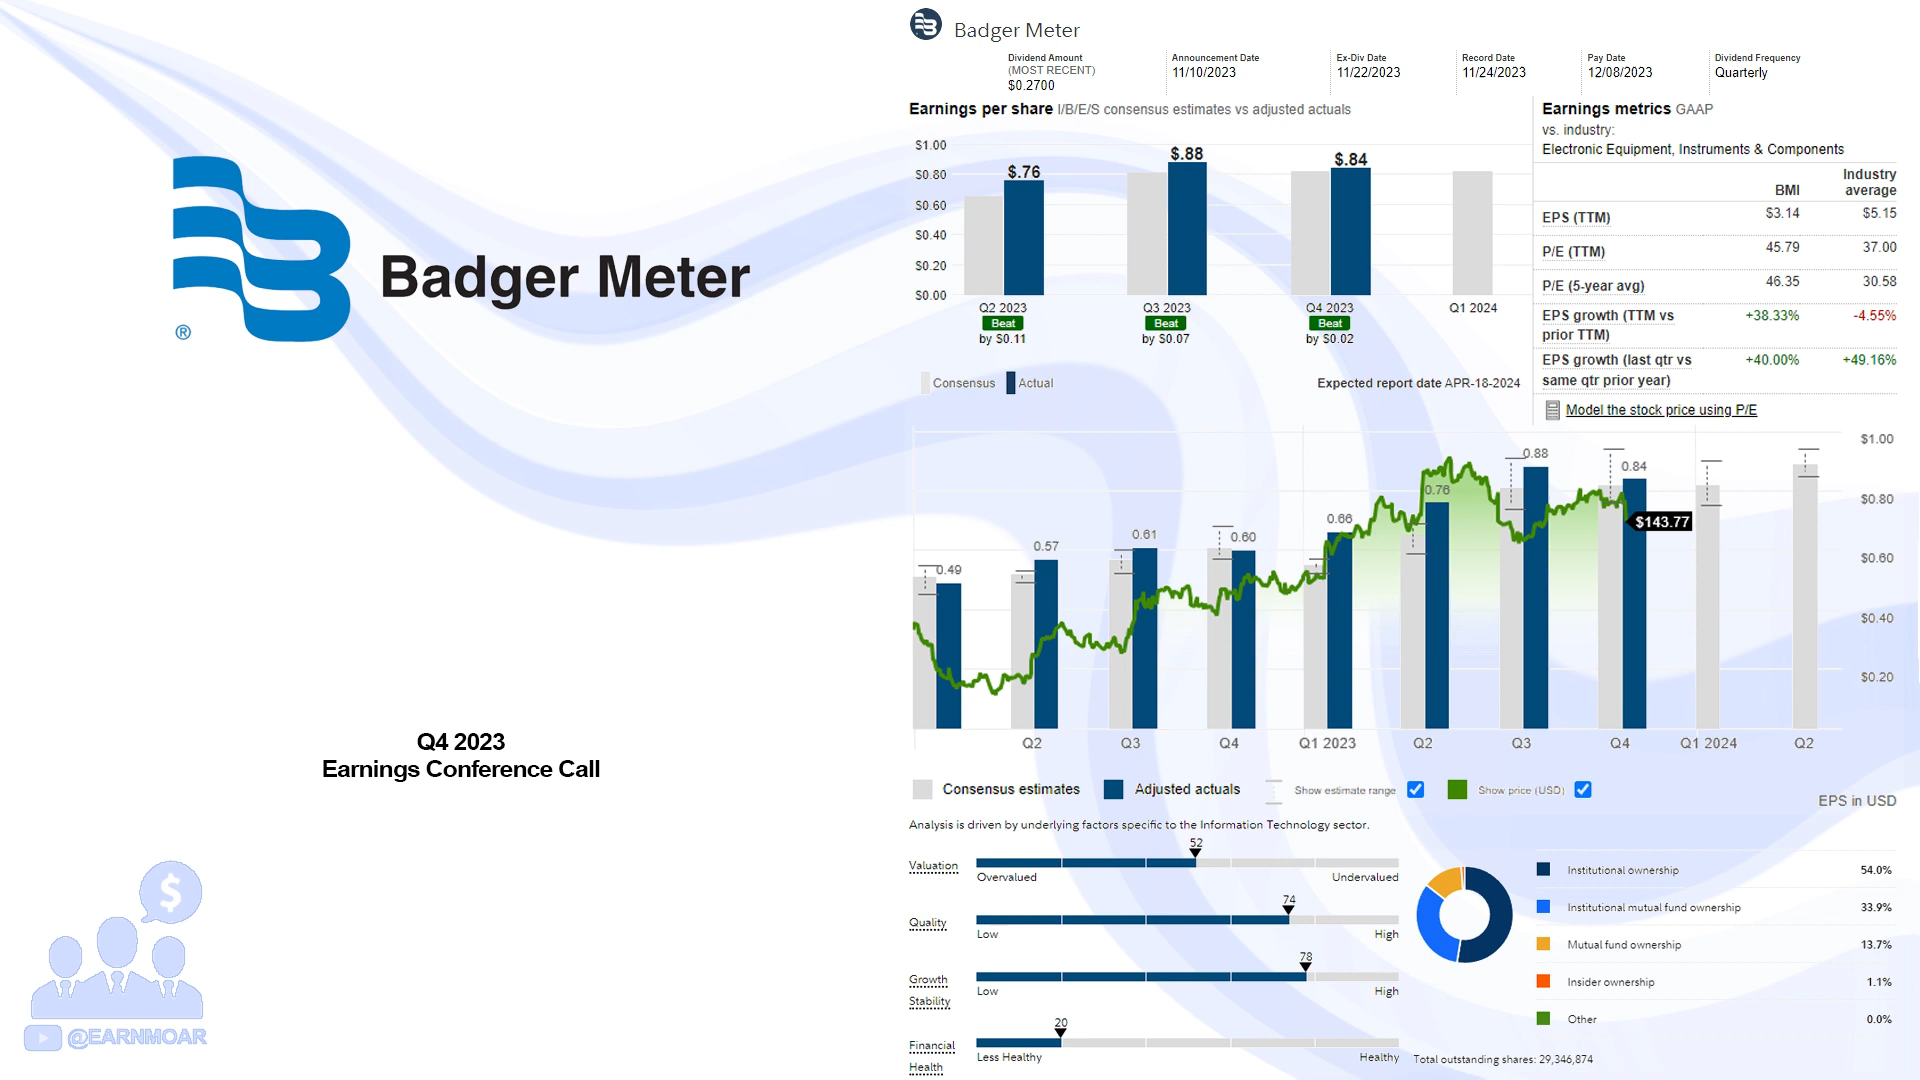 Badger Meter
®
Q4 2023
Earnings Conference Call
$
@EARNMOAR
Badger Meter
Dividend Amount
(MOST RECENT)
$0.2700
Announcement Date
11/10/2023
Ex-Div Date
11/22/2023
Record Date
11/24/2023
Pay Date
12/08/2023
Dividend Frequency
Quarterly
Earnings per share I/B/E/S consensus estimates vs adjusted actuals
$1.00
$0.80
$0.60
$0.40
$0.20
$0.00
$.76
$.88
$.84
Q2 2023
Beat
by $0.11
Q3 2023
Beat
by $0.07
Q4 2023
Beat
by $0.02
Q1 2024
Consensus
Actual
Expected report date APR-18-2024
Earnings metrics GAAP
vs. industry:
Electronic Equipment, Instruments & Components
BMI
Industry
average
EPS (TTM) $3.14 $5.15
P/E (TTM) 45.79 37.00
P/E (5-year avg) 46.35 30.58
EPS growth (TTM vs
prior TTM) +38.33% -4.55%
EPS growth (last qtr vs
same qtr prior year) +40.00% +49.16%
Model the stock price using P/E
0.49
0.57
0.61
0.60
0.66
0.76
0.88
0.84
$143.77
$1.00
$0.80
$0.60
$0.40
$0.20
Q2
Q3
Q4
Q1 2023
Q2
Q3
Q4
Q1 2024
Q2
Consensus estimates
Adjusted actuals
Show estimate range
Show price (USD)
EPS in USD
Analysis is driven by underlying factors specific to the Information Technology sector.
Valuation
52
Overvalued
Undervalued
Quality
74
Low
High
Growth
Stability
78
Low
High
Financial
Health
20
Less Healthy
Healthy
Institutional ownership 54.0%
Institutional mutual fund ownership 33.9%
Mutual fund ownership 13.7%
Insider ownership 1.1%
Other 0.0%
Total outstanding shares: 29,346,874